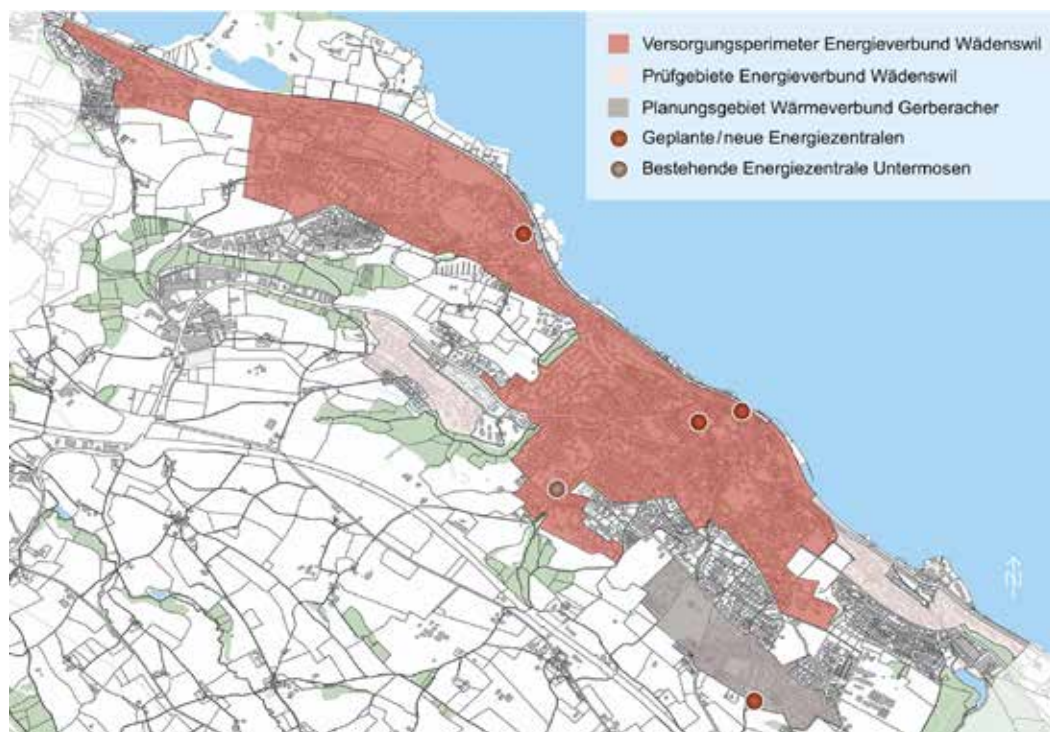 Versorgungsperimeter Energieverbund Wädenswil
Prüfgebiete Energieverbund Wädenswil
Planungsgebiet Wärmeverbund Gerberacher
Geplante/neue Energiezentralen
Bestehende Energiezentrale Untermosen
N